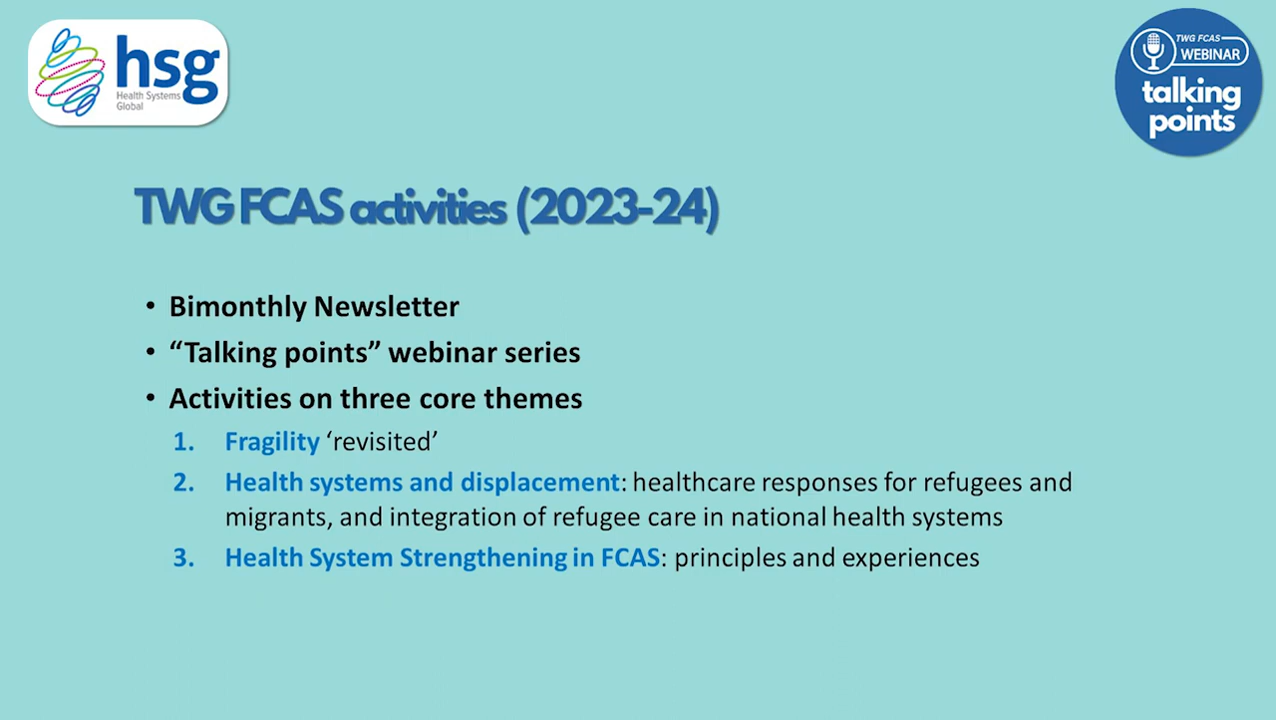 hsg
Health Systems
Global
TWG FCAS
WEBINAR
talking
points
TWG FCAS activities (2023-24)
• Bimonthly Newsletter
• “Talking points” webinar series
• Activities on three core themes
1. Fragility ‘revisited’
2. Health systems and displacement: healthcare responses for refugees and
migrants, and integration of refugee care in national health systems
3. Health System Strengthening in FCAS: principles and experiences